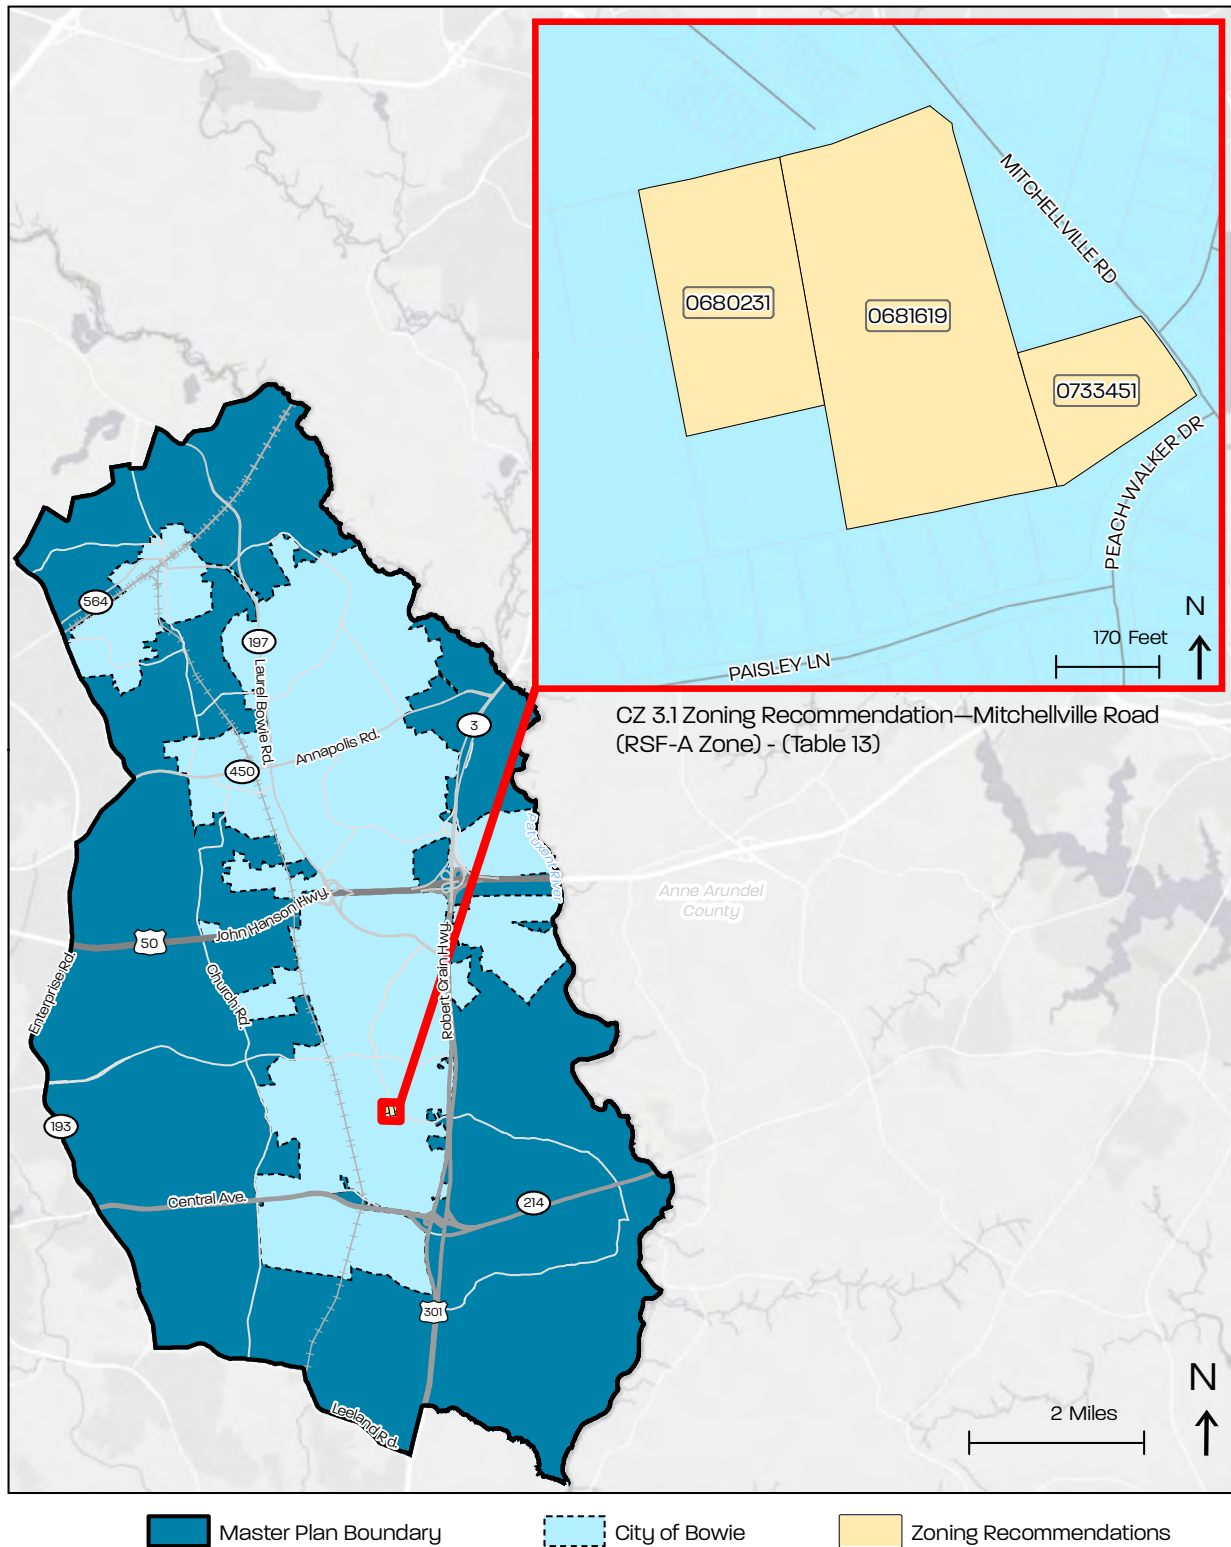 MITCHELLVILLE RD
0680231
0681619
0733451
PEACH WALKER DR
PAISLEY LN
N
170 Feet
CZ 3.1 Zoning Recommendation—Mitchellville Road
(RSF-A Zone) - (Table 13)
564
197
Laurel Bowie Rd.
3
Annapolis Rd.
450
Patuxent River
Anne Arundel
County
John Hanson Hwy.
50
Robert Crain Hwy.
Enterprise Rd.
Church Rd.
193
Central Ave.
214
301
Leeland Rd.
N
2 Miles
Master Plan Boundary
City of Bowie
Zoning Recommendations